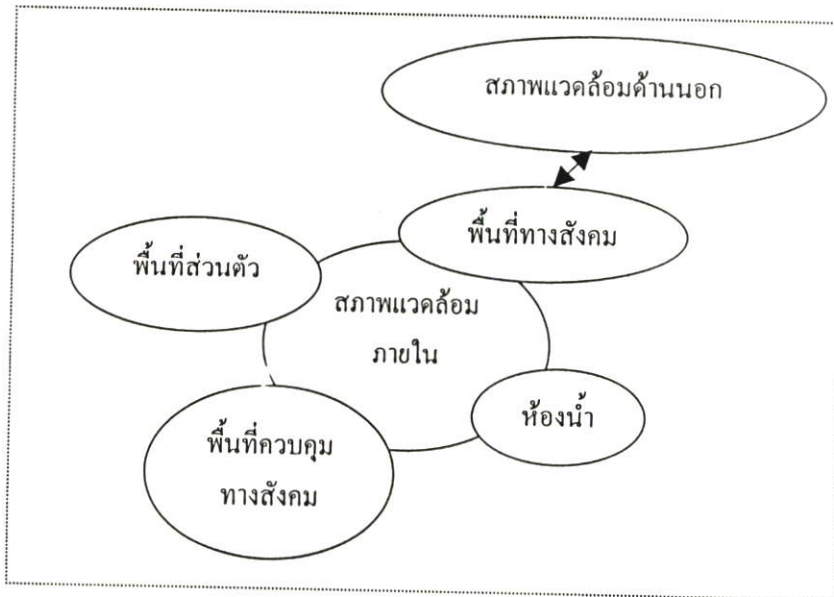 สภาพแวดล้อมด้านนอก
พื้นที่ทางสังคม
พื้นที่ส่วนตัว
สภาพแวดล้อม
ภายใน
ห้องน้ำ
พื้นที่ควบคุม
ทางสังคม